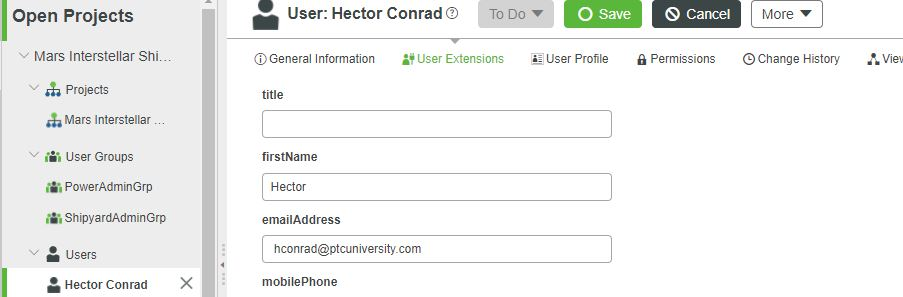 Open Projects
Mars Interstellar Shi...
Projects
Mars Interstellar ...
User Groups
PowerAdminGrp
ShipyardAdminGrp
Users
Hector Conrad
User: Hector Conrad
To Do
Save
Cancel
More
General Information
User Extensions
User Profile
Permissions
Change History
View
title
firstName
Hector
emailAddress
hconrad@ptcuniversity.com
mobilePhone